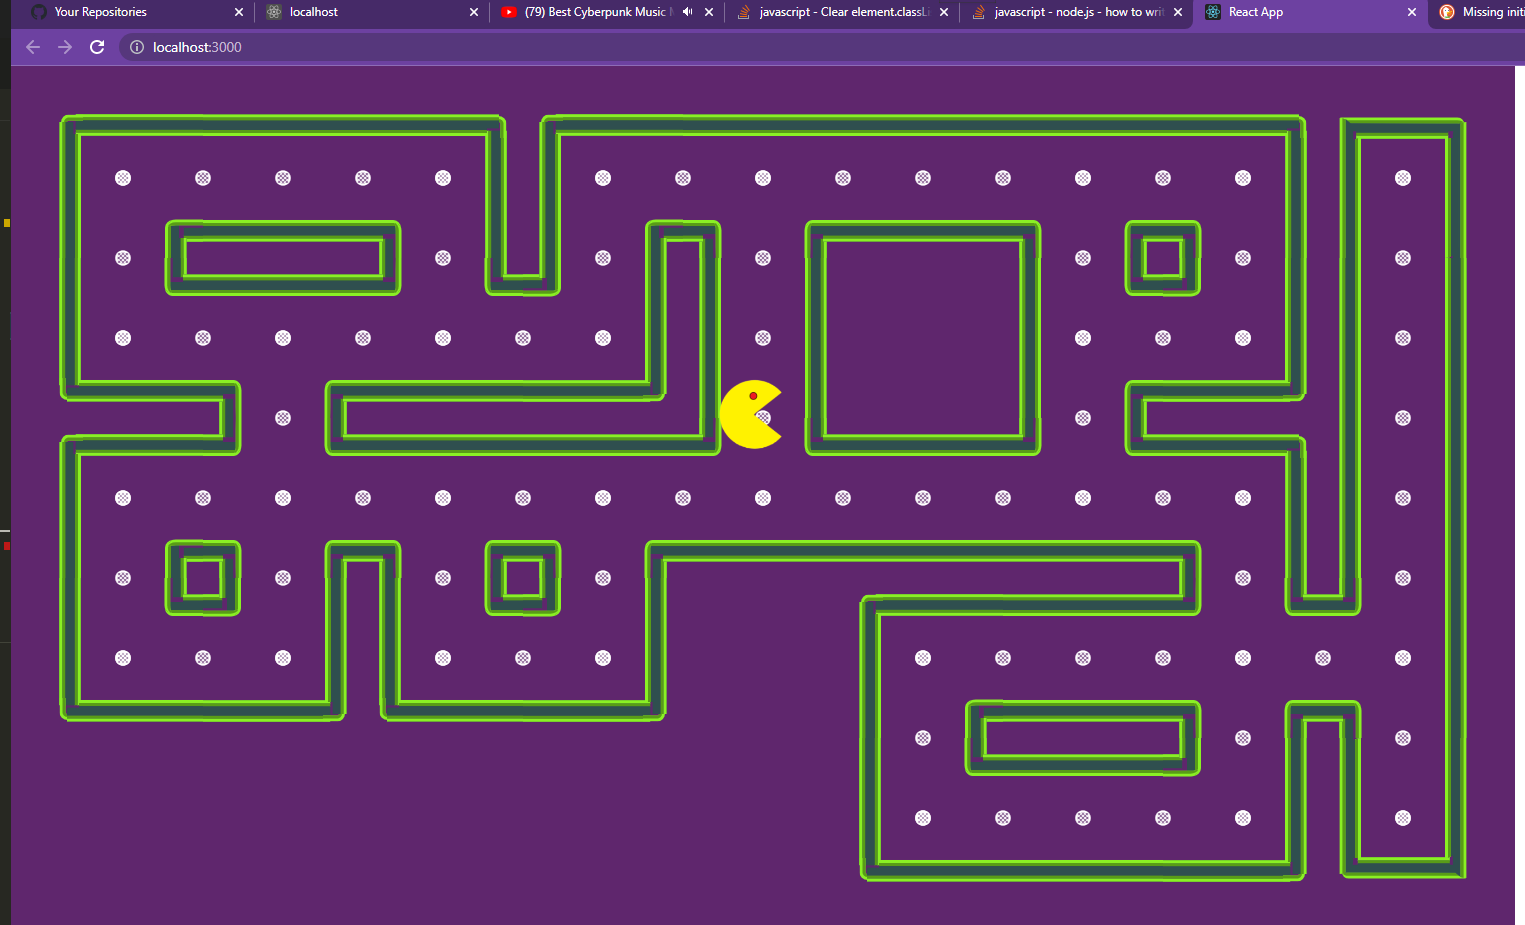 Your Repositories
localhost
(79) Best Cyberpunk Music
javascript - Clear element.classLi
javascript - node.js - how to writ
React App
Missing initi
localhost:3000